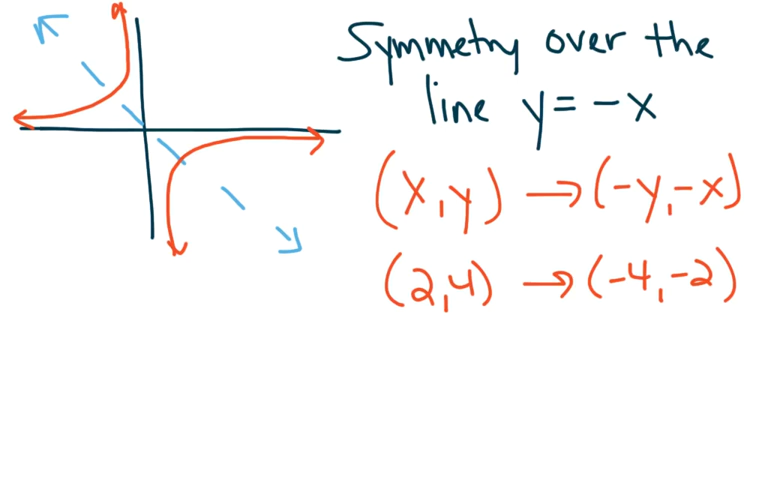 Symmetry over the
line y = -x
(x, y) → (-y, -x)
(2, 4) → (-4, -2)